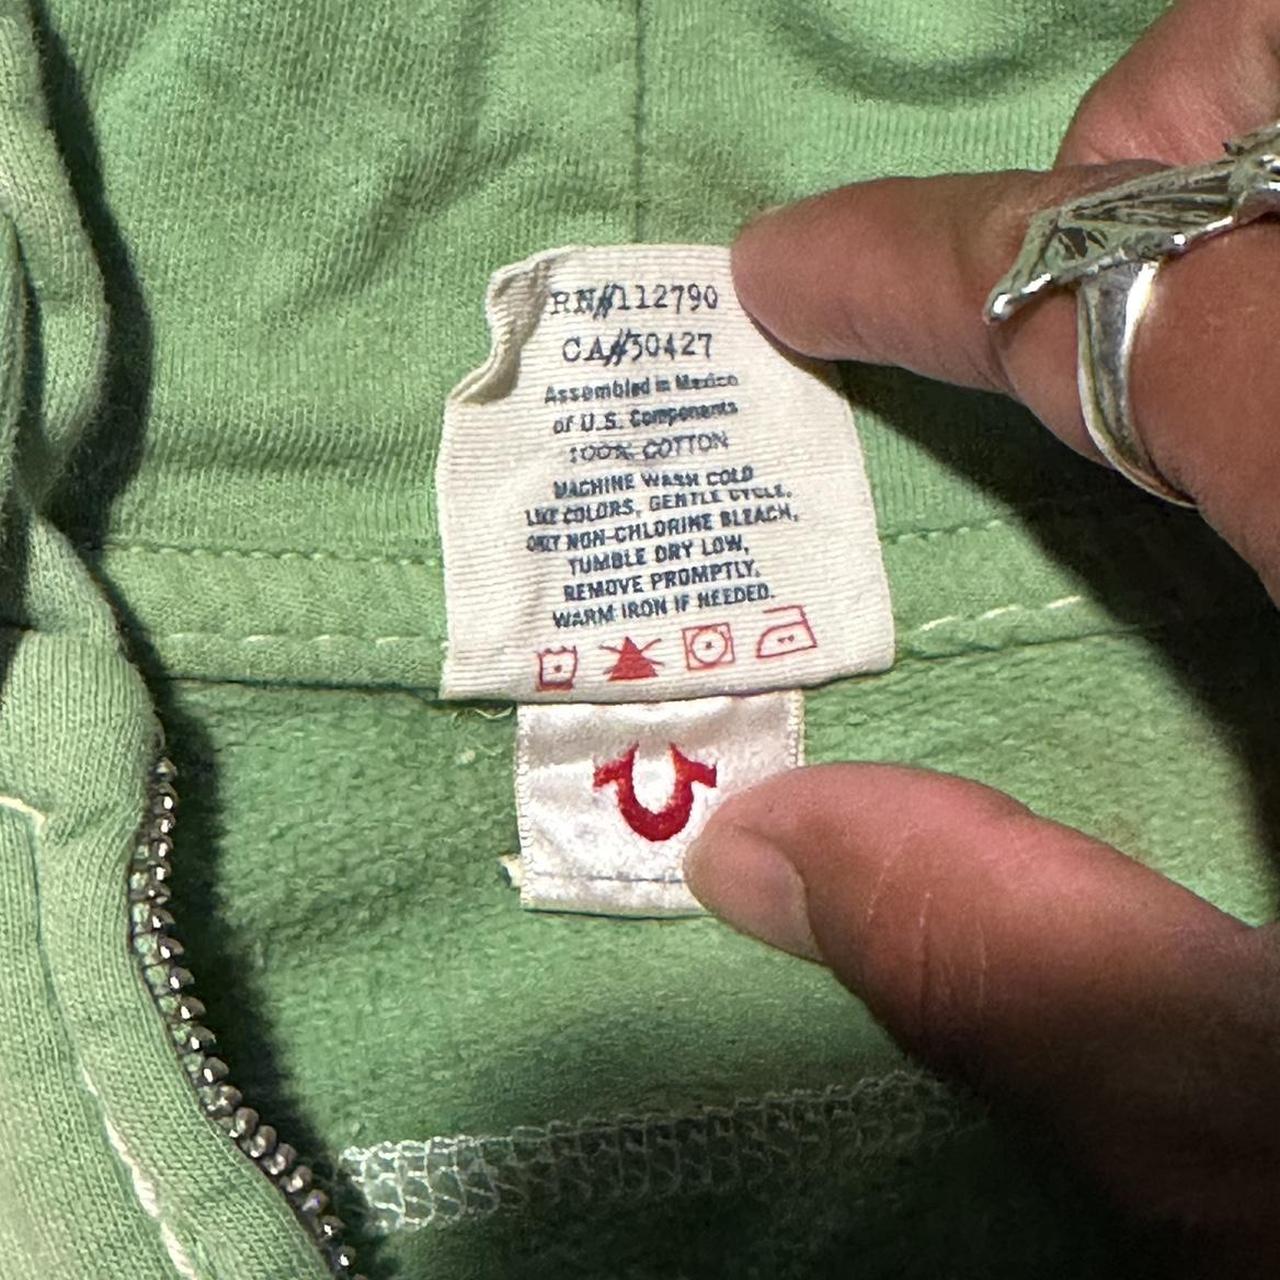 RN#112790
CA#30427
Assembled in Mexico
of U.S. Components
100% COTTON
MACHINE WASH COLD
LIKE COLORS, GENTLE CYCLE,
ONLY NON-CHLORINE BLEACH,
TUMBLE DRY LOW,
REMOVE PROMPTLY,
WARM IRON IF NEEDED.